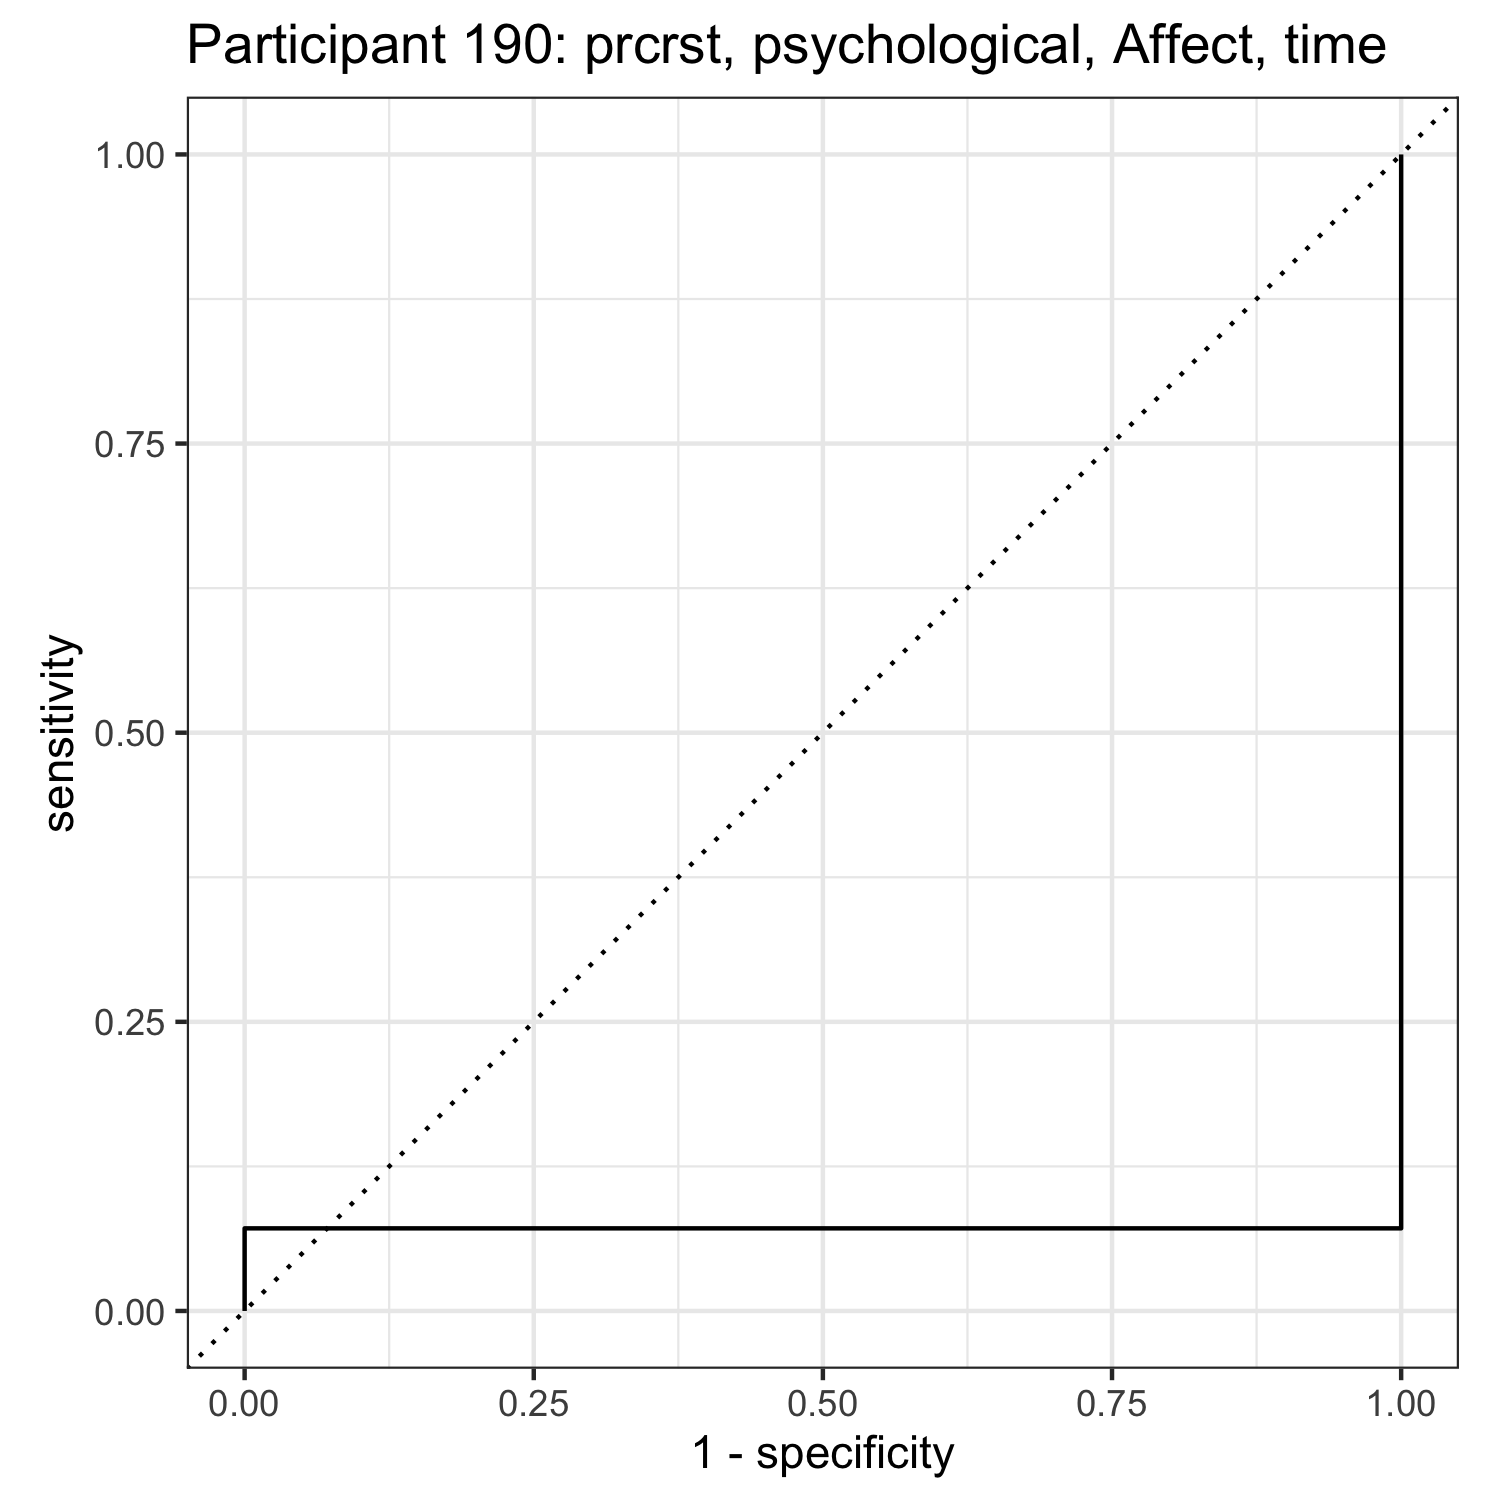 Participant 190: prcrst, psychological, Affect, time
1.00
0.75
0.50
0.25
0.00
sensitivity
0.00 0.25 0.50 0.75 1.00
1 - specificity